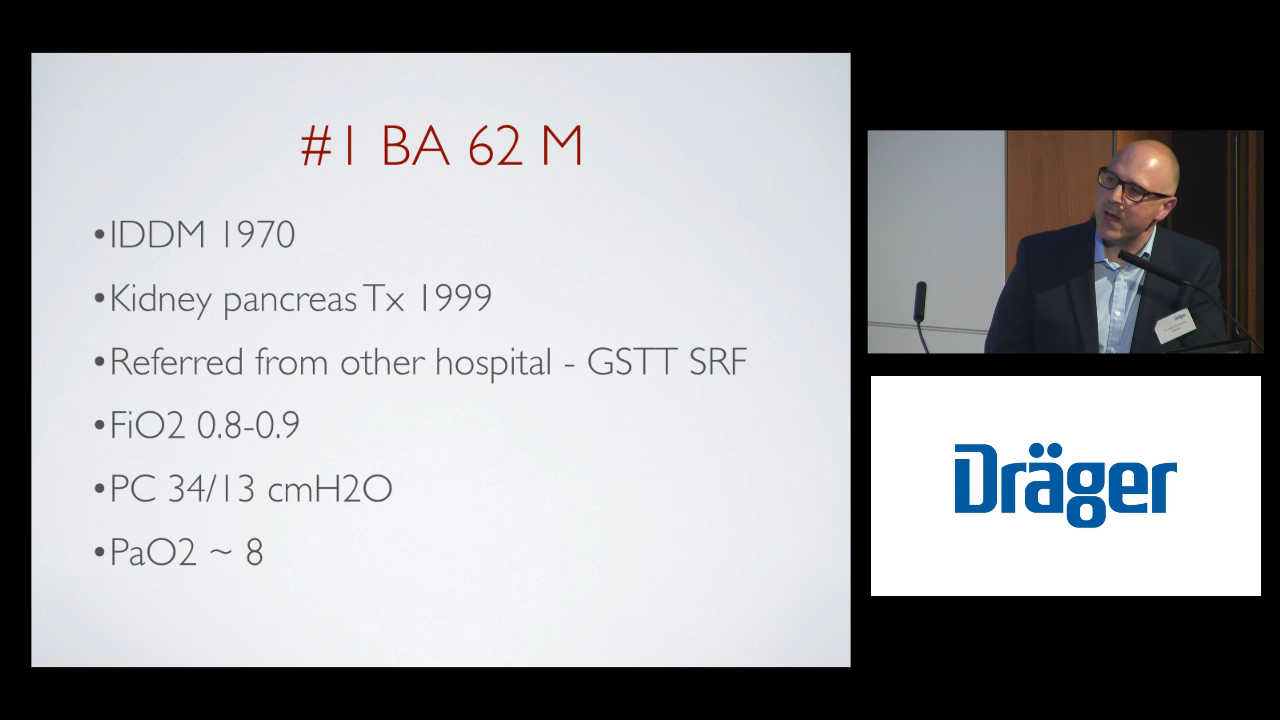 #1 BA 62 M
•IDDM 1970
•Kidney pancreas Tx 1999
•Referred from other hospital - GSTT SRF
•FiO2 0.8-0.9
•PC 34/13 cmH2O
•PaO2 ~ 8
Dräger